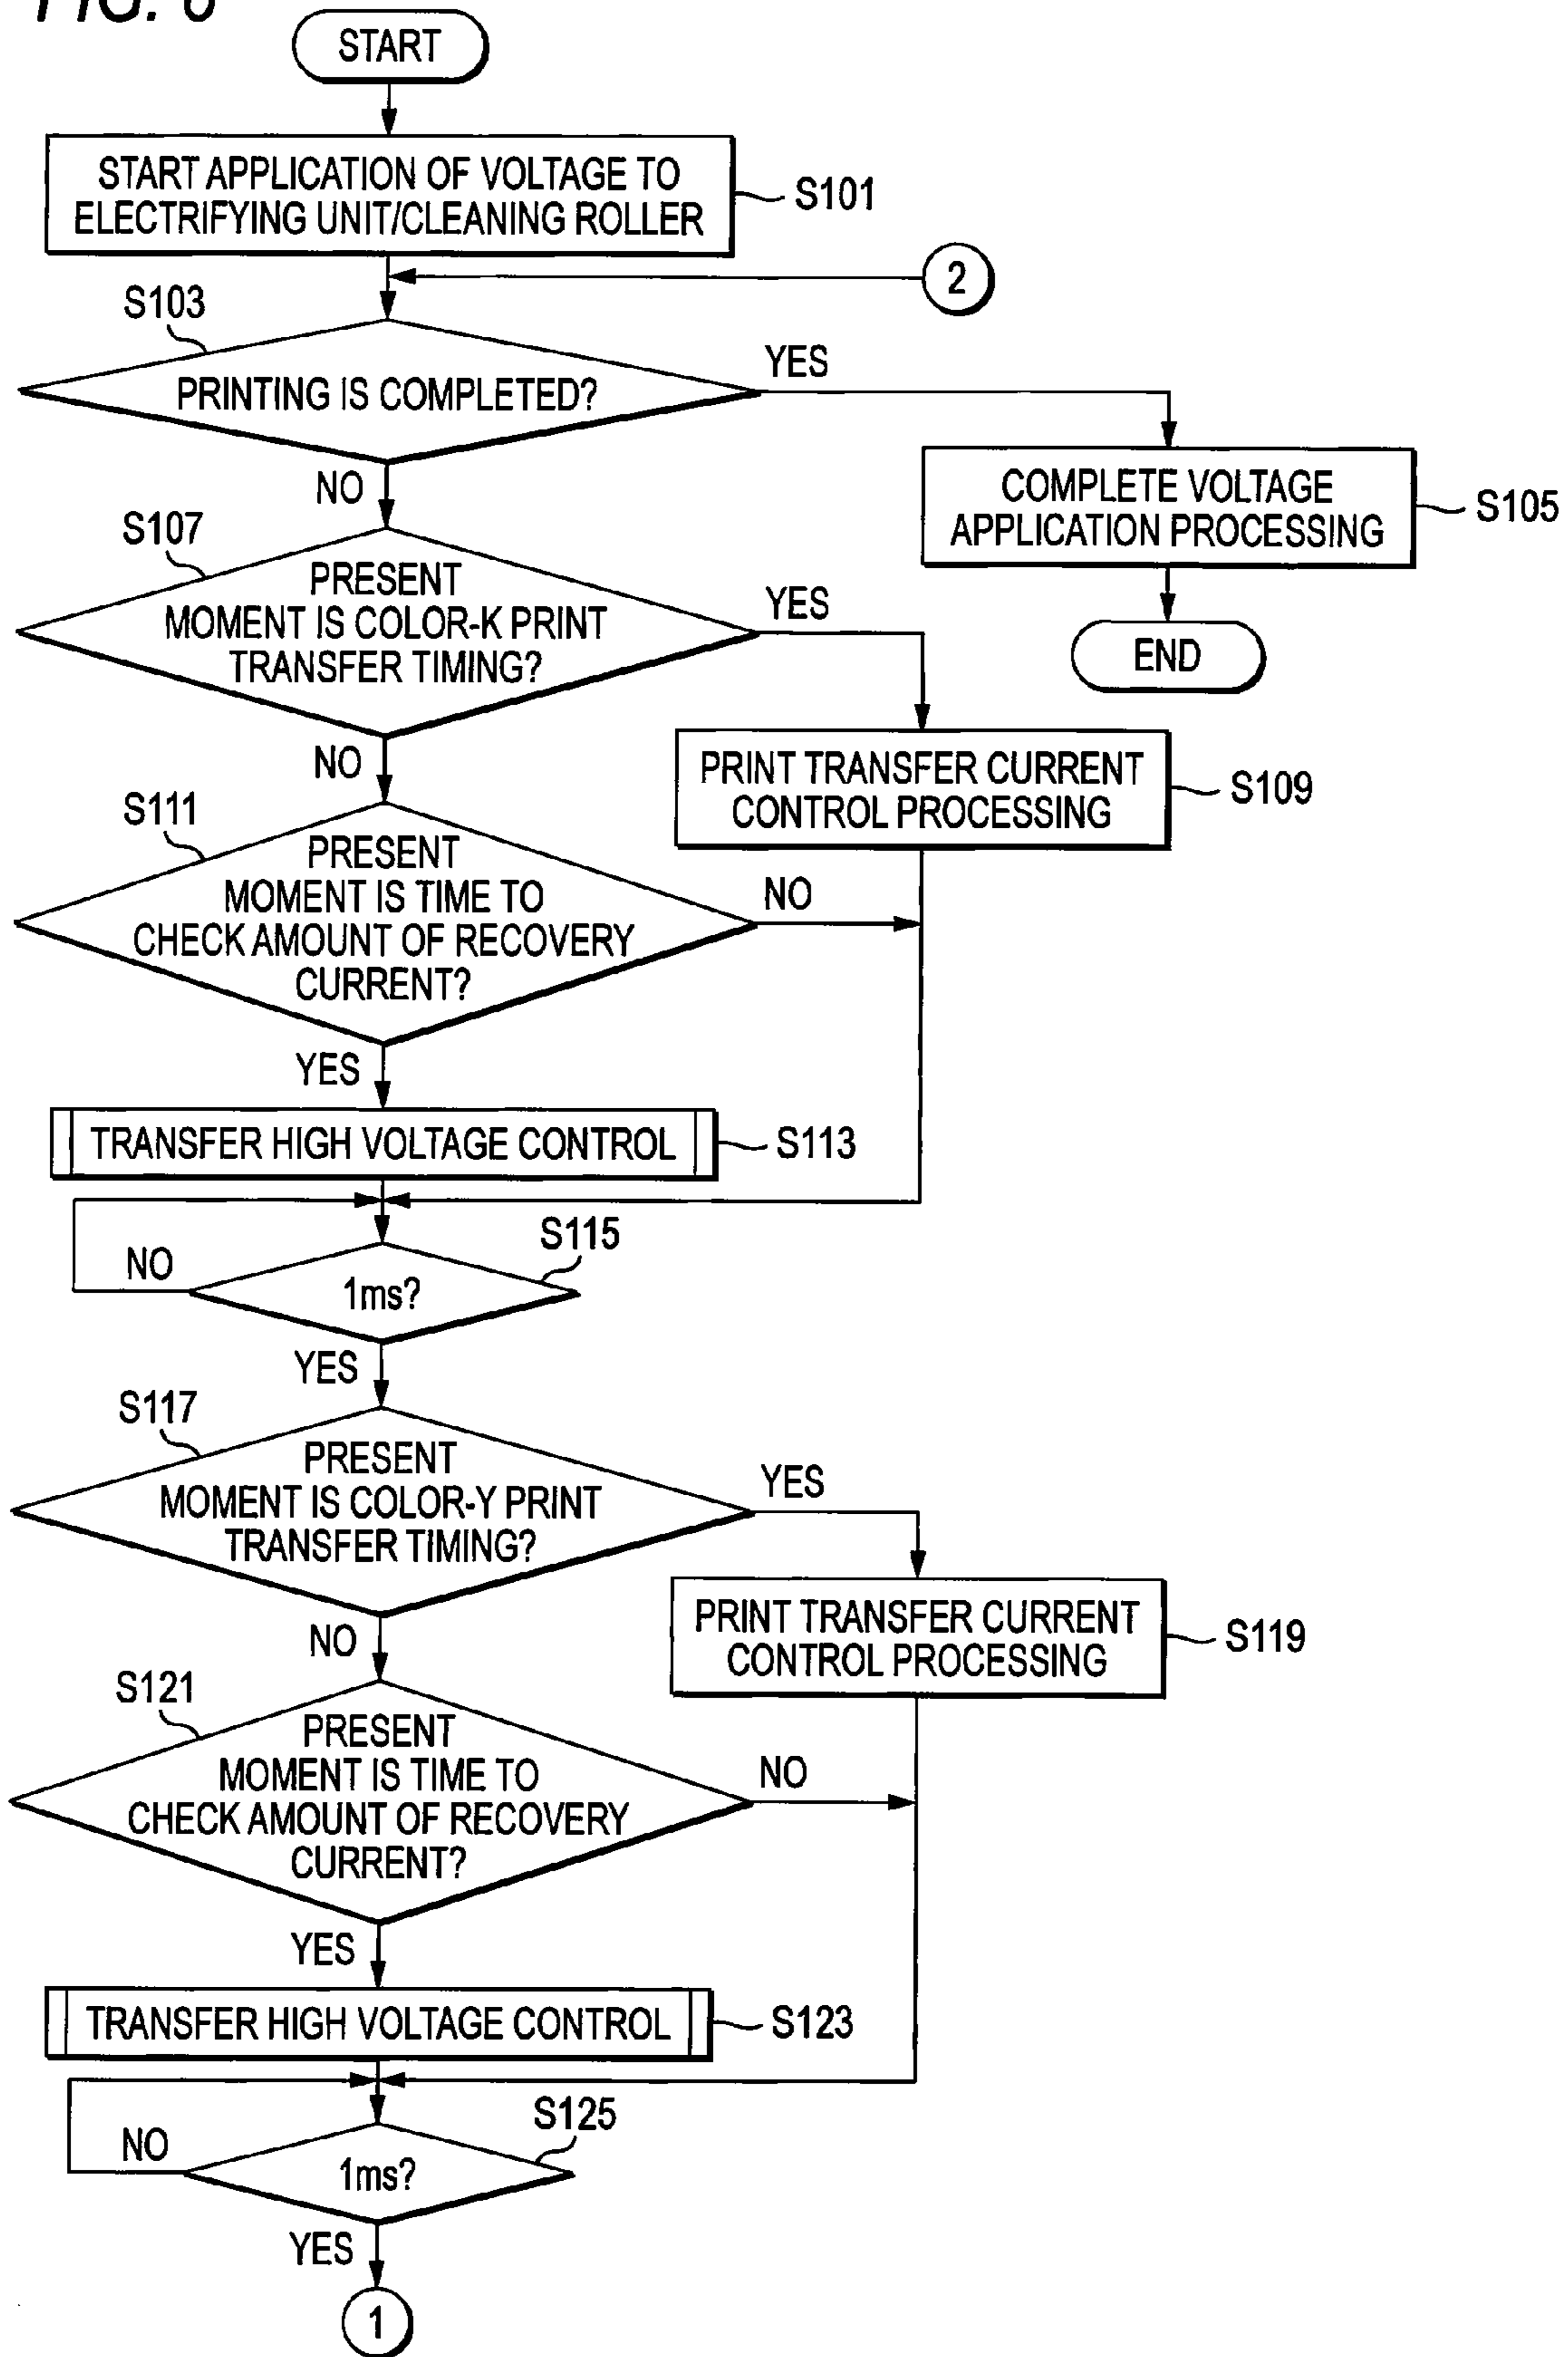 START
START APPLICATION OF VOLTAGE TO
ELECTRIFYING UNIT/CLEANING ROLLER
S101
2
S103
PRINTING IS COMPLETED?
YES
NO
COMPLETE VOLTAGE
APPLICATION PROCESSING
S105
END
S107
PRESENT
MOMENT IS COLOR-K PRINT
TRANSFER TIMING?
YES
NO
PRINT TRANSFER CURRENT
CONTROL PROCESSING
S109
S111
PRESENT
MOMENT IS TIME TO
CHECK AMOUNT OF RECOVERY
CURRENT?
NO
YES
TRANSFER HIGH VOLTAGE CONTROL
S113
S115
NO
1ms?
YES
S117
PRESENT
MOMENT IS COLOR-Y PRINT
TRANSFER TIMING?
YES
NO
PRINT TRANSFER CURRENT
CONTROL PROCESSING
S119
S121
PRESENT
MOMENT IS TIME TO
CHECK AMOUNT OF RECOVERY
CURRENT?
NO
YES
TRANSFER HIGH VOLTAGE CONTROL
S123
S125
NO
1ms?
YES
1